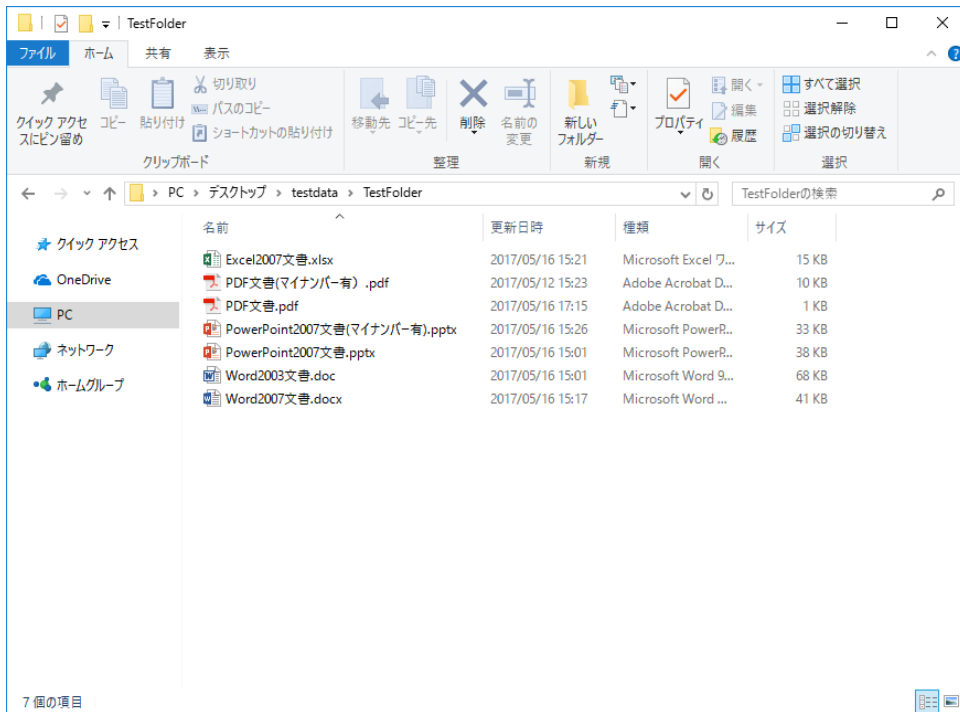 TestFolder
ファイル ホーム 共有 表示
クイック アクセスにピン留め
コピー
貼り付け
切り取り
パスのコピー
ショートカットの貼り付け
クリップボード
移動先
コピー先
削除
名前の変更
整理
新しいフォルダー
新規
プロパティ
開く
編集
履歴
開く
すべて選択
選択解除
選択の切り替え
選択
PC > デスクトップ > testdata > TestFolder
TestFolderの検索
クイック アクセス
OneDrive
PC
ネットワーク
ホームグループ
名前 更新日時 種類 サイズ
Excel2007文書.xlsx 2017/05/16 15:21 Microsoft Excel ワ... 15 KB
PDF文書(マイナンバー有）.pdf 2017/05/12 15:23 Adobe Acrobat D... 10 KB
PDF文書.pdf 2017/05/16 17:15 Adobe Acrobat D... 1 KB
PowerPoint2007文書(マイナンバー有).pptx 2017/05/16 15:26 Microsoft PowerP... 33 KB
PowerPoint2007文書.pptx 2017/05/16 15:01 Microsoft PowerP... 38 KB
Word2003文書.doc 2017/05/16 15:01 Microsoft Word 9... 68 KB
Word2007文書.docx 2017/05/16 15:17 Microsoft Word ... 41 KB
7 個の項目